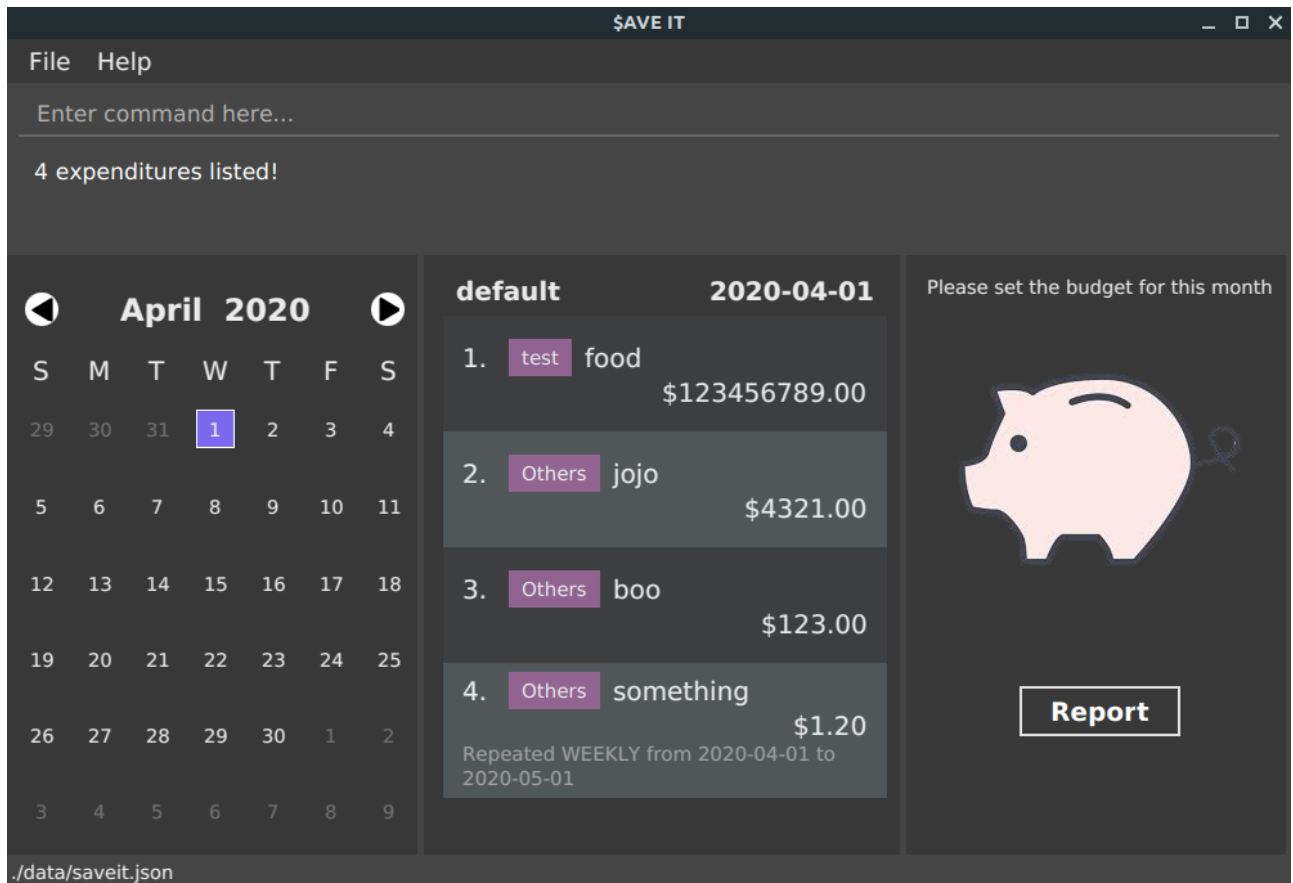 $AVE IT
File Help
Enter command here...
4 expenditures listed!
April 2020
S M T W T F S
29 30 31 1 2 3 4
5 6 7 8 9 10 11
12 13 14 15 16 17 18
19 20 21 22 23 24 25
26 27 28 29 30 1 2
3 4 5 6 7 8 9
default 2020-04-01
1. test food
$123456789.00
2. Others jojo
$4321.00
3. Others boo
$123.00
4. Others something
$1.20
Repeated WEEKLY from 2020-04-01 to
2020-05-01
Please set the budget for this month
Report
./data/saveit.json